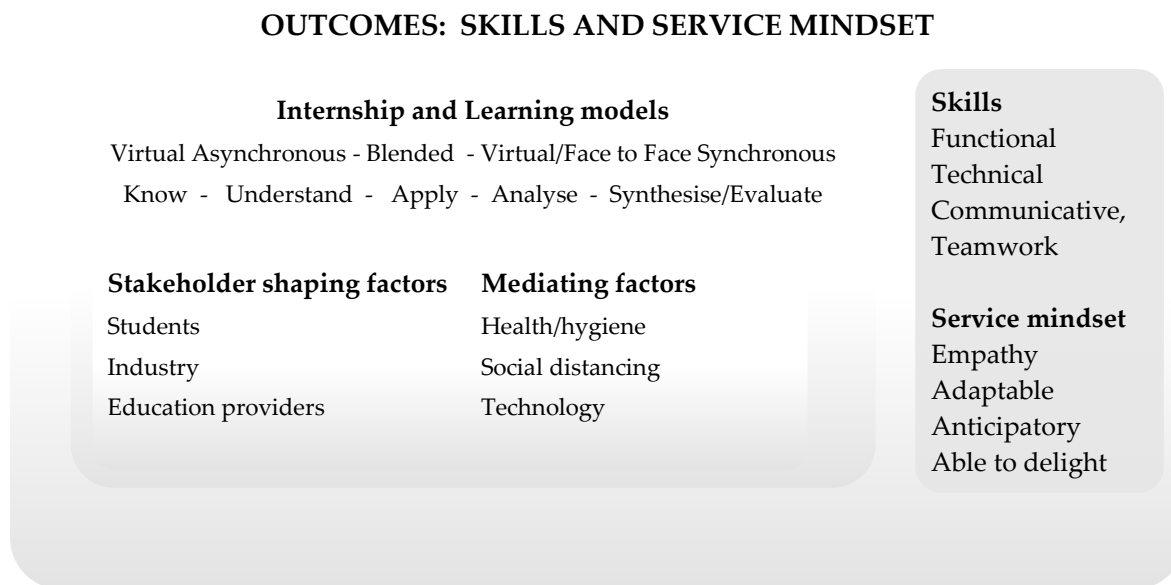 OUTCOMES: SKILLS AND SERVICE MINDSET
Internship and Learning models
Virtual Asynchronous - Blended - Virtual/Face to Face Synchronous
Know - Understand - Apply - Analyse - Synthesise/Evaluate
Stakeholder shaping factors
Students
Industry
Education providers
Mediating factors
Health/hygiene
Social distancing
Technology
Skills
Functional
Technical
Communicative,
Teamwork
Service mindset
Empathy
Adaptable
Anticipatory
Able to delight